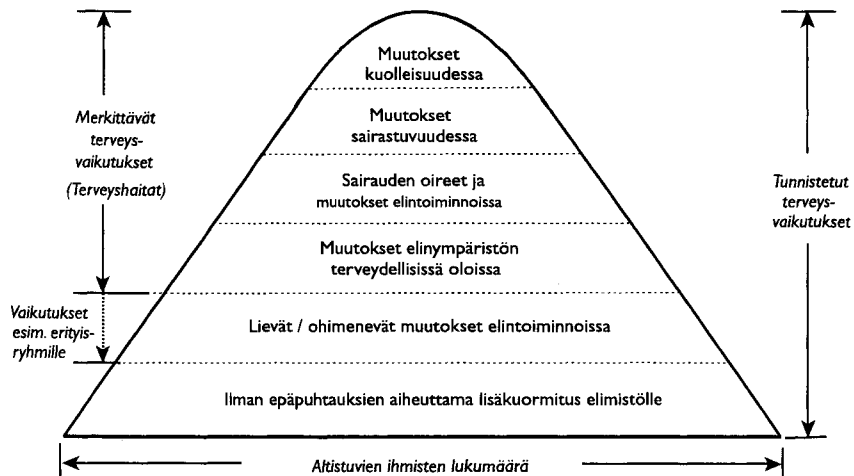 Muutokset
kuolleisuudessa
Muutokset
sairastuvuudessa
Sairauden oireet ja
muutokset elintoiminnoissa
Muutokset elinympäristön
terveydellisissä oloissa
Lievät / ohimenevät muutokset elintoiminnoissa
Ilman epäpuhtauksien aiheuttama lisäkuormitus elimistölle
Merkittävät
terveys-
vaikutukset
(Terveyshaitat)
Vaikutukset
esim. erityis-
ryhmille
Tunnistetut
terveys-
vaikutukset
Altistuvien ihmisten lukumäärä